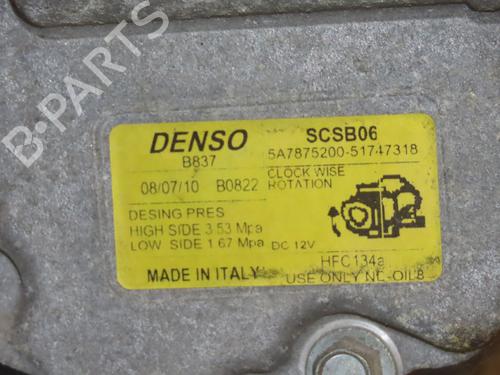 B-PARTS
DENSO SCSB06
B837 5A7875200-51747318
08/07/10 B0822 CLOCK WISE
ROTATION
DESING PRES
HIGH SIDE 3.53 Mpa
LOW SIDE 1.67 Mpa DC 12V
HFC134a
MADE IN ITALY USE ONLY ND-OIL8